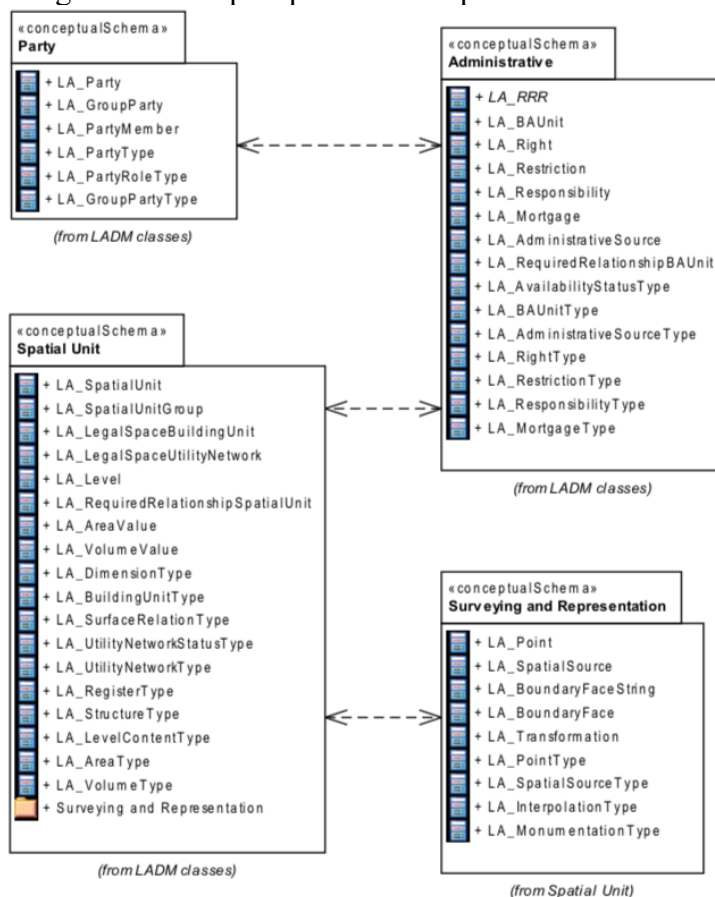 «conceptualSchema»
Party
+ LA_Party
+ LA_GroupParty
+ LA_PartyMember
+ LA_PartyType
+ LA_PartyRoleType
+ LA_GroupPartyType
(from LADM classes)
«conceptualSchema»
Administrative
+ LA_RRR
+ LA_BAUnit
+ LA_Right
+ LA_Restriction
+ LA_Responsibility
+ LA_Mortgage
+ LA_AdministrativeSource
+ LA_RequiredRelationshipBAUnit
+ LA_AvailabilityStatusType
+ LA_BAUnitType
+ LA_AdministrativeSourceType
+ LA_RightType
+ LA_RestrictionType
+ LA_ResponsibilityType
+ LA_MortgageType
(from LADM classes)
«conceptualSchema»
Spatial Unit
+ LA_SpatialUnit
+ LA_SpatialUnitGroup
+ LA_LegalSpaceBuildingUnit
+ LA_LegalSpaceUtilityNetwork
+ LA_Level
+ LA_RequiredRelationshipSpatialUnit
+ LA_AreaValue
+ LA_VolumeValue
+ LA_DimensionType
+ LA_BuildingUnitType
+ LA_SurfaceRelationType
+ LA_UtilityNetworkStatusType
+ LA_UtilityNetworkType
+ LA_RegisterType
+ LA_StructureType
+ LA_LevelContentType
+ LA_AreaType
+ LA_VolumeType
+ Surveying and Representation
(from LADM classes)
«conceptualSchema»
Surveying and Representation
+ LA_Point
+ LA_SpatialSource
+ LA_BoundaryFaceString
+ LA_BoundaryFace
+ LA_Transformation
+ LA_PointType
+ LA_SpatialSourceType
+ LA_InterpolationType
+ LA_MonumentationType
(from Spatial Unit)